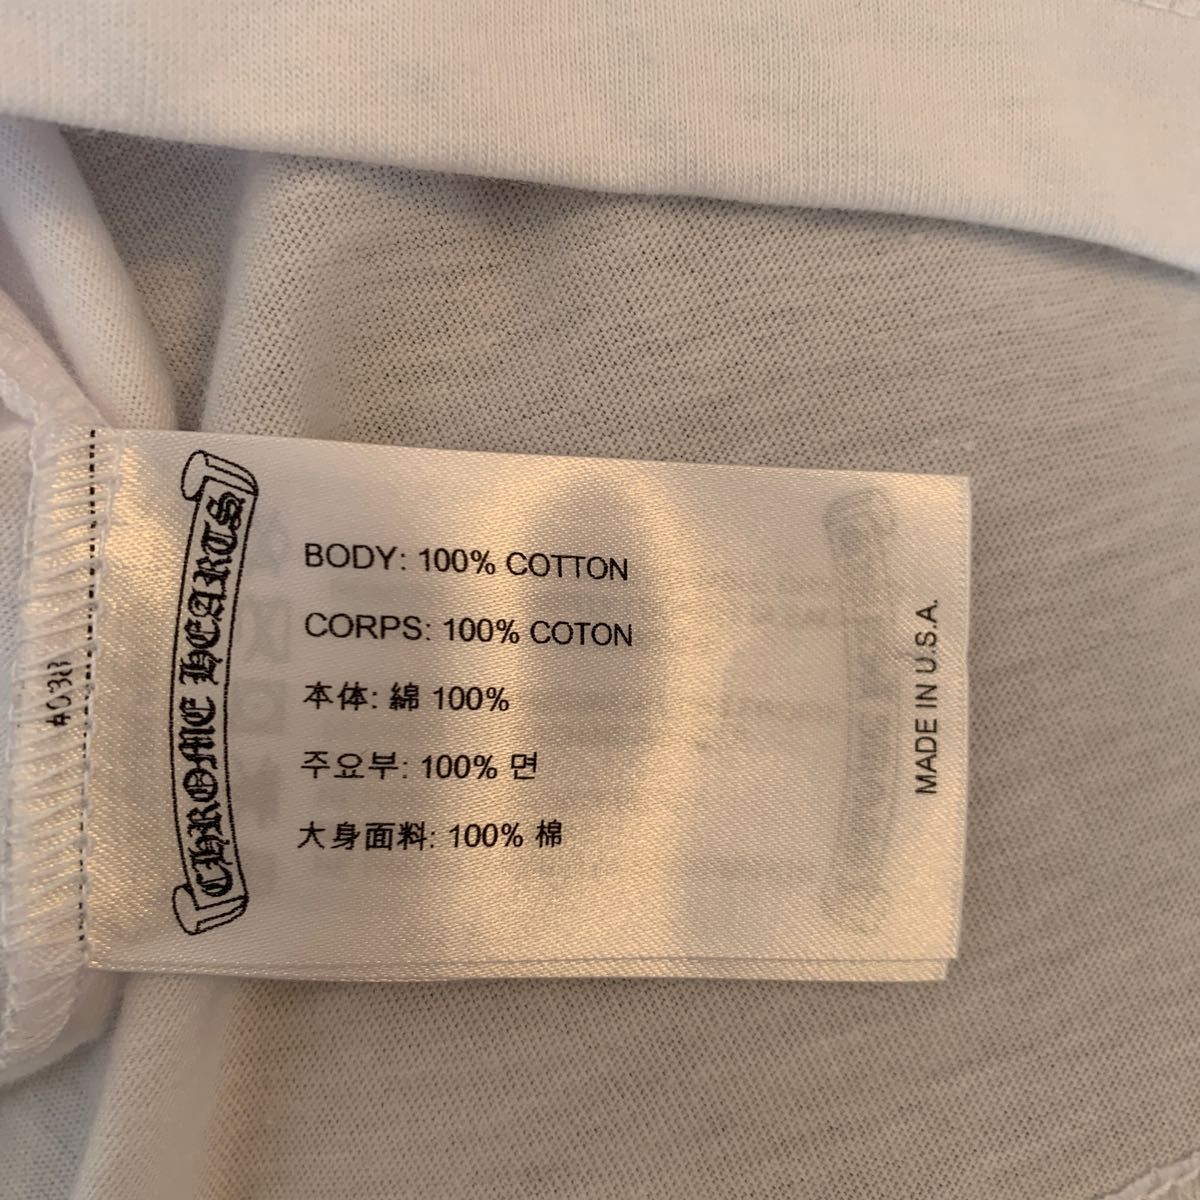 CHROME HEARTS
BODY: 100% COTTON
CORPS: 100% COTON
本体: 綿 100%
주요부: 100% 면
大身面料: 100% 棉
MADE IN U.S.A.